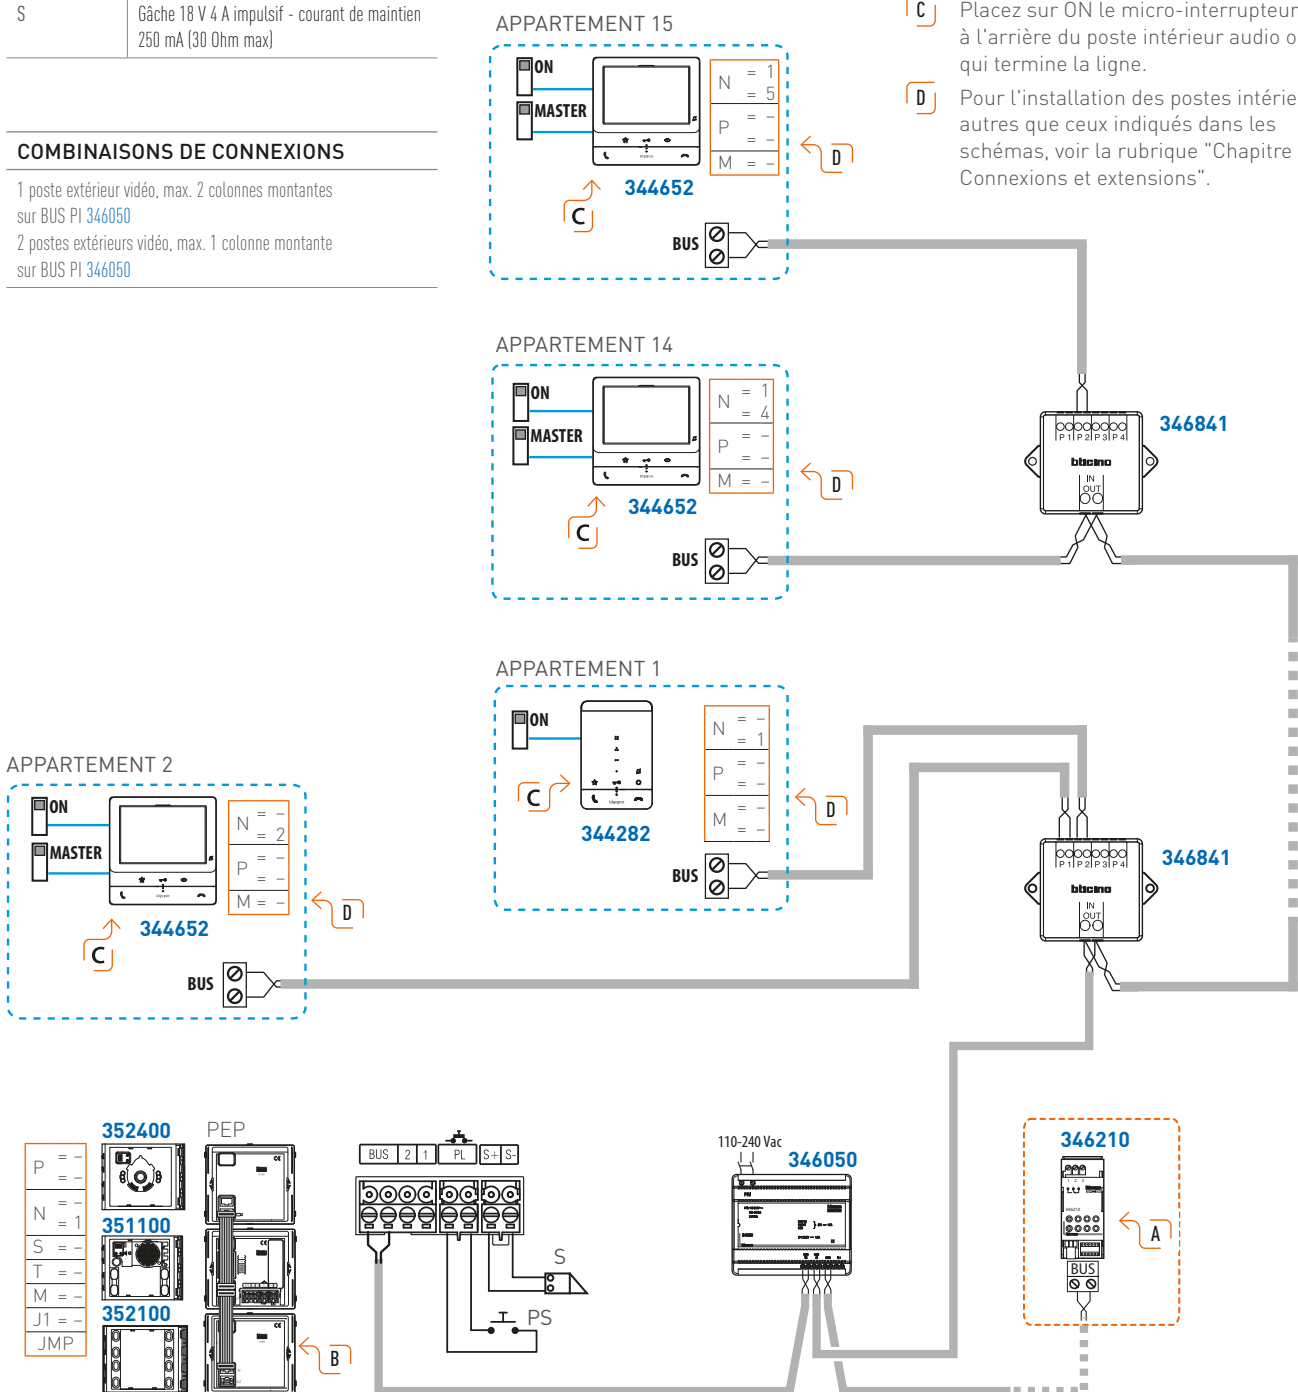 S
Gâche 18 V 4 A impulsif - courant de maintien
250 mA (30 Ohm max)
COMBINAISONS DE CONNEXIONS
1 poste extérieur vidéo, max. 2 colonnes montantes
sur BUS PI 346050
2 postes extérieurs vidéo, max. 1 colonne montante
sur BUS PI 346050
C
Placez sur ON le micro-interrupteur
à l'arrière du poste intérieur audio o
qui termine la ligne.
D
Pour l'installation des postes intérie
autres que ceux indiqués dans les
schémas, voir la rubrique "Chapitre
Connexions et extensions".
APPARTEMENT 15
ON
MASTER
N = 1
= 5
P = –
= –
M = –
D
344652
C
BUS
APPARTEMENT 14
ON
MASTER
N = 1
= 4
P = –
= –
M = –
D
344652
C
BUS
346841
P1 P2 P3 P4
bticino
IN
OUT
APPARTEMENT 1
ON
N = –
= 1
P = –
= –
M = –
= –
D
C
344282
BUS
APPARTEMENT 2
ON
MASTER
N = –
= 2
P = –
= –
M = –
D
344652
C
BUS
346841
P1 P2 P3 P4
bticino
IN
OUT
352400
PEP
P = –
= –
N = –
= 1
S = –
T = –
M = –
J1 = –
JMP
351100
352100
B
BUS 2 1 PL S+ S-
S
PS
110-240 Vac
346050
346210
1 2 3
346210
A
BUS